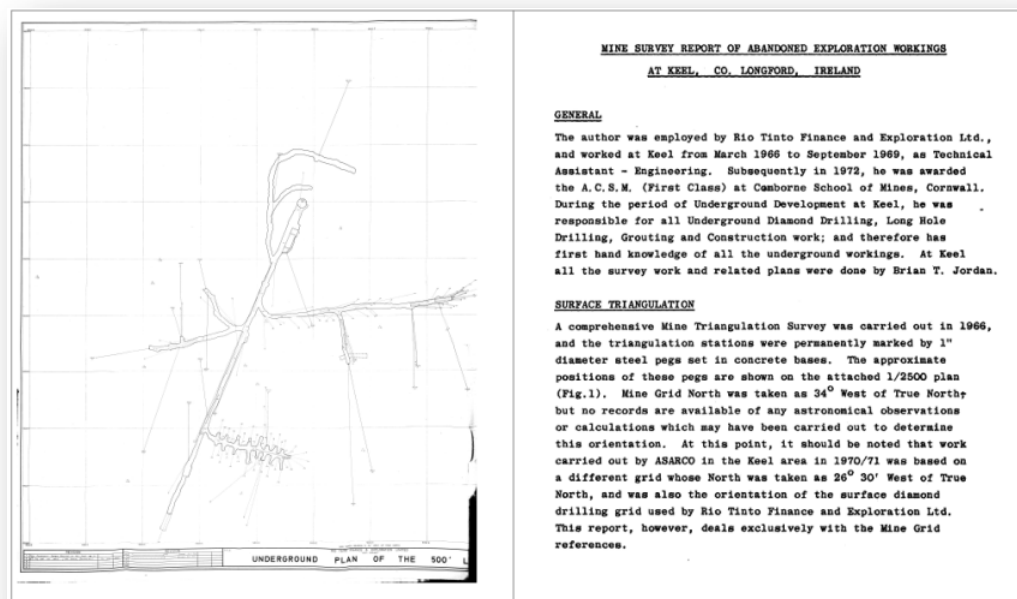 UNDERGROUND PLAN OF THE 500' L
MINE SURVEY REPORT OF ABANDONED EXPLORATION WORKINGS
AT KEEL, CO. LONGFORD, IRELAND
GENERAL
The author was employed by Rio Tinto Finance and Exploration Ltd.,
and worked at Keel from March 1966 to September 1969, as Technical
Assistant - Engineering. Subsequently in 1972, he was awarded
the A.C.S.M. (First Class) at Camborne School of Mines, Cornwall.
During the period of Underground Development at Keel, he was
responsible for all Underground Diamond Drilling, Long Hole
Drilling, Grouting and Construction work; and therefore has
first hand knowledge of all the underground workings. At Keel
all the survey work and related plans were done by Brian T. Jordan.
SURFACE TRIANGULATION
A comprehensive Mine Triangulation Survey was carried out in 1966,
and the triangulation stations were permanently marked by 1"
diameter steel pegs set in concrete bases. The approximate
positions of these pegs are shown on the attached 1/2500 plan
(Fig.1). Mine Grid North was taken as 34° West of True North;
but no records are available of any astronomical observations
or calculations which may have been carried out to determine
this orientation. At this point, it should be noted that work
carried out by ASARCO in the Keel area in 1970/71 was based on
a different grid whose North was taken as 26° 30' West of True
North, and was also the orientation of the surface diamond
drilling grid used by Rio Tinto Finance and Exploration Ltd.
This report, however, deals exclusively with the Mine Grid
references.